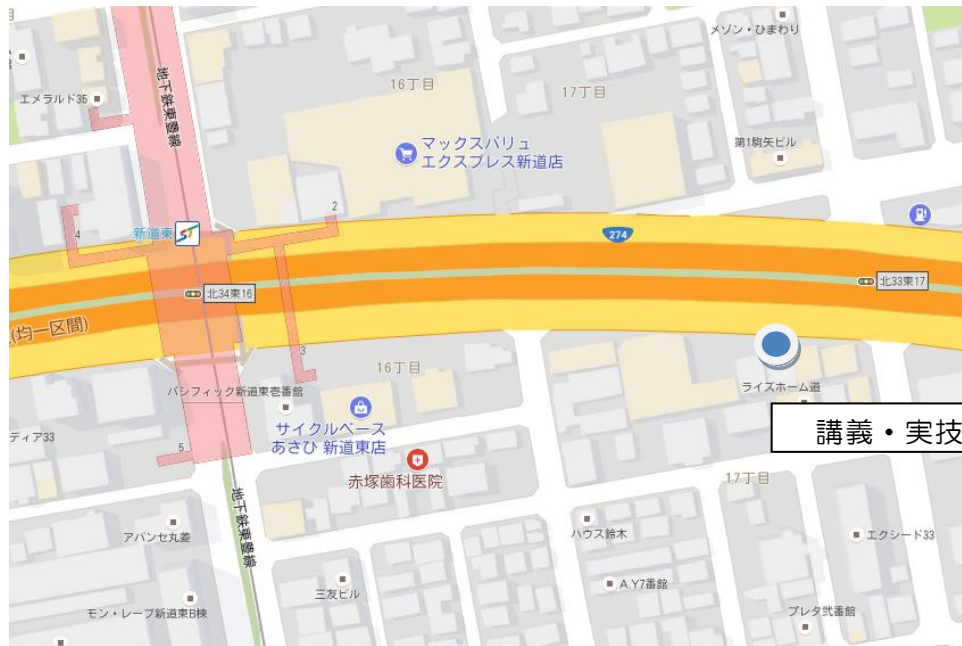 エメラルド35
地下鉄東豊線
16丁目
メゾン・ひまわり
17丁目
第1駒矢ビル
マックスバリュ
エクスプレス新道店
2
4
新道東
ST
274
北34東16
北33東17
(均一区間)
3
16丁目
パシフィック新道東壱番館
ライズホーム道
サイクルベース
あさひ 新道東店
講義・実技
ディア33
5
赤塚歯科医院
17丁目
地下鉄東豊線
アバンセ丸菱
ハウス鈴木
エクシード33
三友ビル
A.Y7番館
モン・レーブ新道東B棟
プレタ弐番館